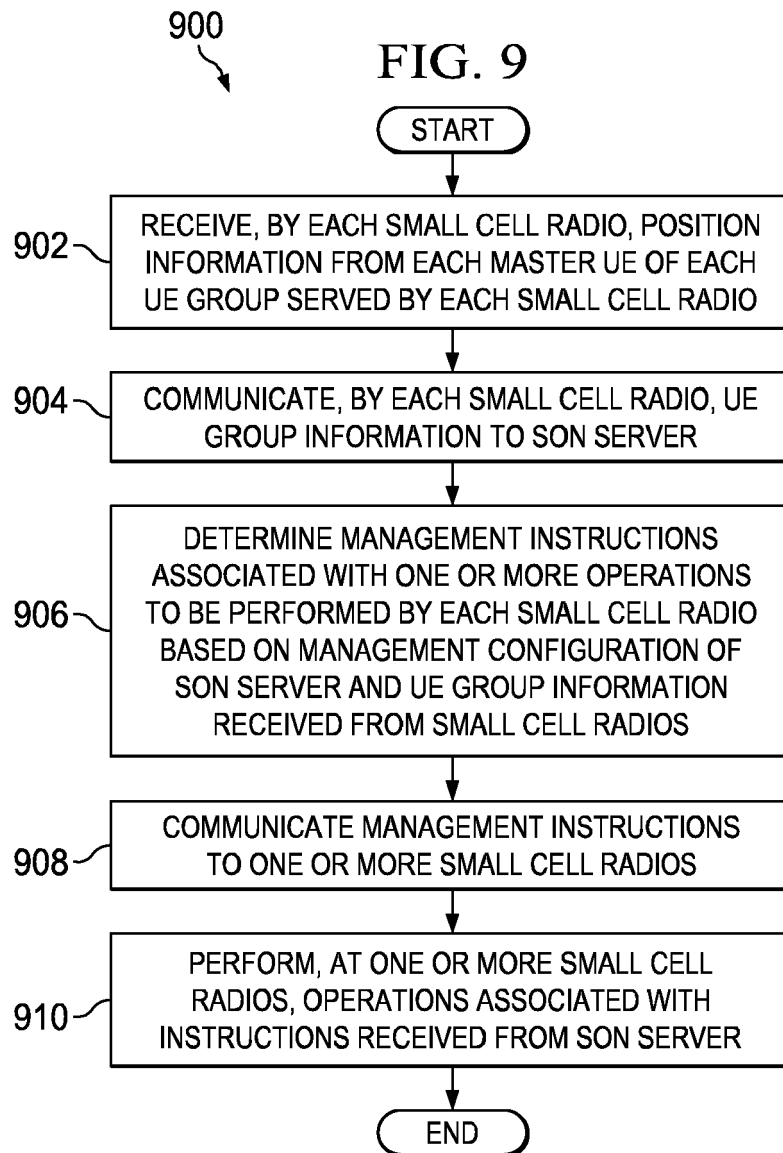 900
FIG. 9
START
902
RECEIVE, BY EACH SMALL CELL RADIO, POSITION
INFORMATION FROM EACH MASTER UE OF EACH
UE GROUP SERVED BY EACH SMALL CELL RADIO
904
COMMUNICATE, BY EACH SMALL CELL RADIO, UE
GROUP INFORMATION TO SON SERVER
906
DETERMINE MANAGEMENT INSTRUCTIONS
ASSOCIATED WITH ONE OR MORE OPERATIONS
TO BE PERFORMED BY EACH SMALL CELL RADIO
BASED ON MANAGEMENT CONFIGURATION OF
SON SERVER AND UE GROUP INFORMATION
RECEIVED FROM SMALL CELL RADIOS
908
COMMUNICATE MANAGEMENT INSTRUCTIONS
TO ONE OR MORE SMALL CELL RADIOS
910
PERFORM, AT ONE OR MORE SMALL CELL
RADIOS, OPERATIONS ASSOCIATED WITH
INSTRUCTIONS RECEIVED FROM SON SERVER
END